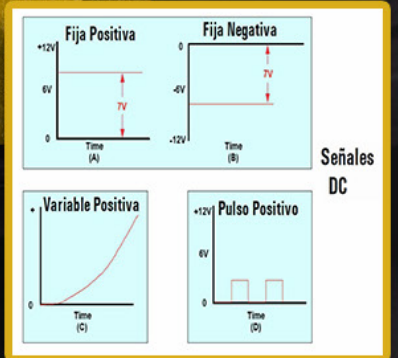 Fija Positiva
+12V
6V
7V
0
Time
(A)
Fija Negativa
0
7V
-6V
-12V
Time
(B)
Señales
DC
Variable Positiva
+
0
Time
(C)
Pulso Positivo
+12V
6V
0
Time
(D)